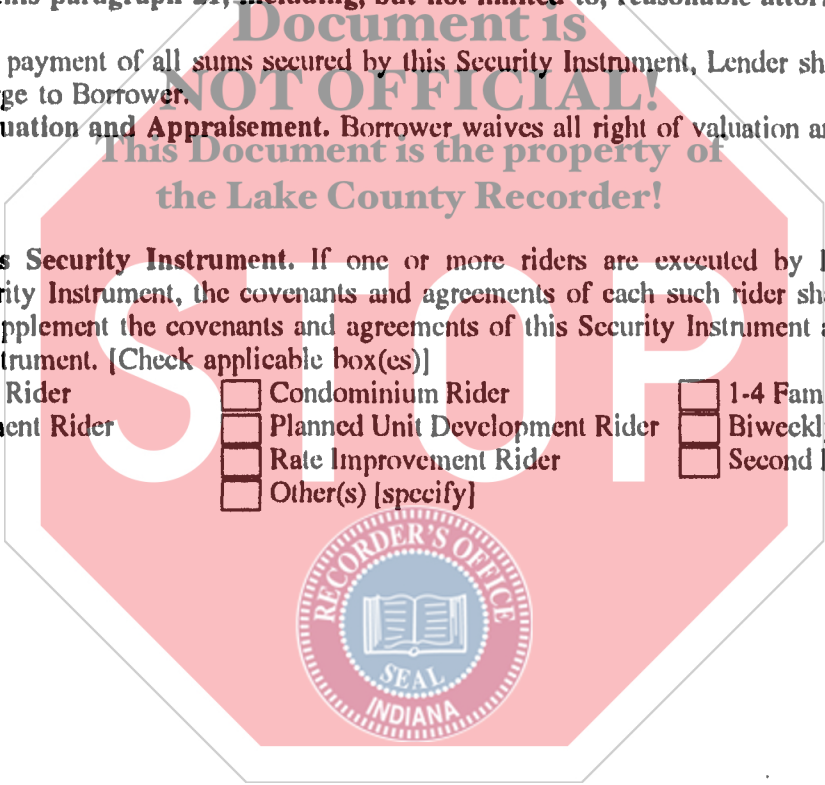 this paragraph 21, including, but not limited to, reasonable attor
Document is
payment of all sums secured by this Security Instrument, Lender sh
NOT OFFICIAL!
ge to Borrower.
uation and Appraisement. Borrower waives all right of valuation a
This Document is the property of
the Lake County Recorder!
s Security Instrument. If one or more riders are executed by
rity Instrument, the covenants and agreements of each such rider sh
pplement the covenants and agreements of this Security Instrument a
trument. [Check applicable box(es)]
Rider Condominium Rider 1-4 Fam
ent Rider Planned Unit Development Rider Biweekl
Rate Improvement Rider Second
Other(s) [specify]
STOP
RECORDER'S OFFICE
SEAL
INDIANA